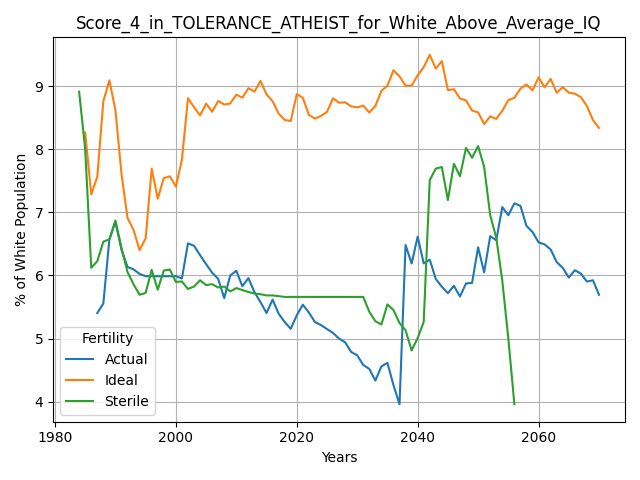 Score_4_in_TOLERANCE_ATHEIST_for_White_Above_Average_IQ
% of White Population
9
8
7
6
5
4
Fertility
Actual
Ideal
Sterile
1980
2000
2020
2040
2060
Years